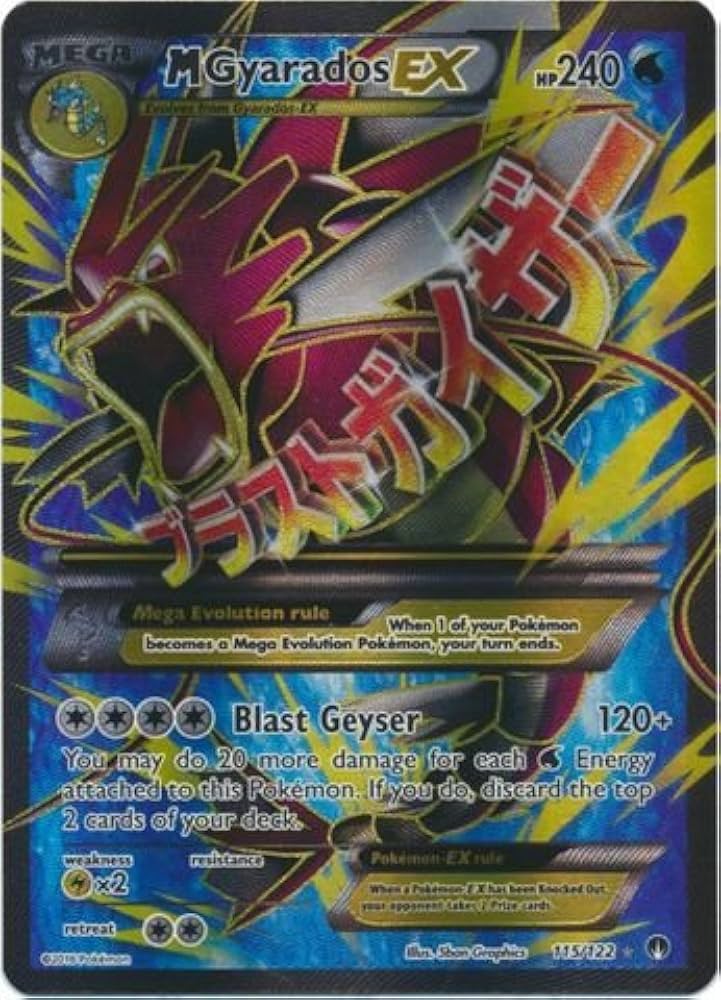 MEGA
M Gyarados EX
HP 240
Evolves from Gyarados-EX
ブラストガイザー
Mega Evolution rule
When 1 of your Pokémon
becomes a Mega Evolution Pokémon, your turn ends.
Blast Geyser 120+
You may do 20 more damage for each Energy
attached to this Pokémon. If you do, discard the top
2 cards of your deck.
weakness resistance
×2
Pokémon-EX rule
When a Pokémon-EX has been Knocked Out,
your opponent takes 2 Prize cards.
retreat
©2016 Pokémon
Illus. 5ban Graphics
115/122